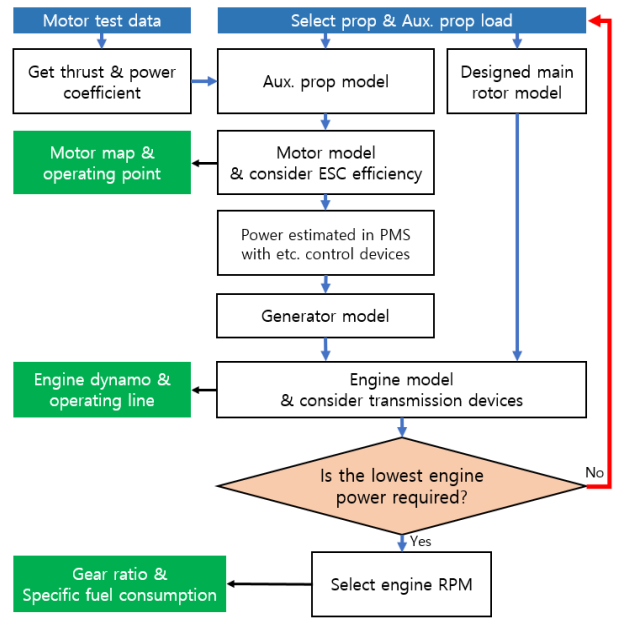 Motor test data
Select prop & Aux. prop load
Get thrust & power
coefficient
Aux. prop model
Designed main
rotor model
Motor map &
operating point
Motor model
& consider ESC efficiency
Power estimated in PMS
with etc. control devices
Generator model
Engine dynamo &
operating line
Engine model
& consider transmission devices
Is the lowest engine
power required?
No
Yes
Gear ratio &
Specific fuel consumption
Select engine RPM